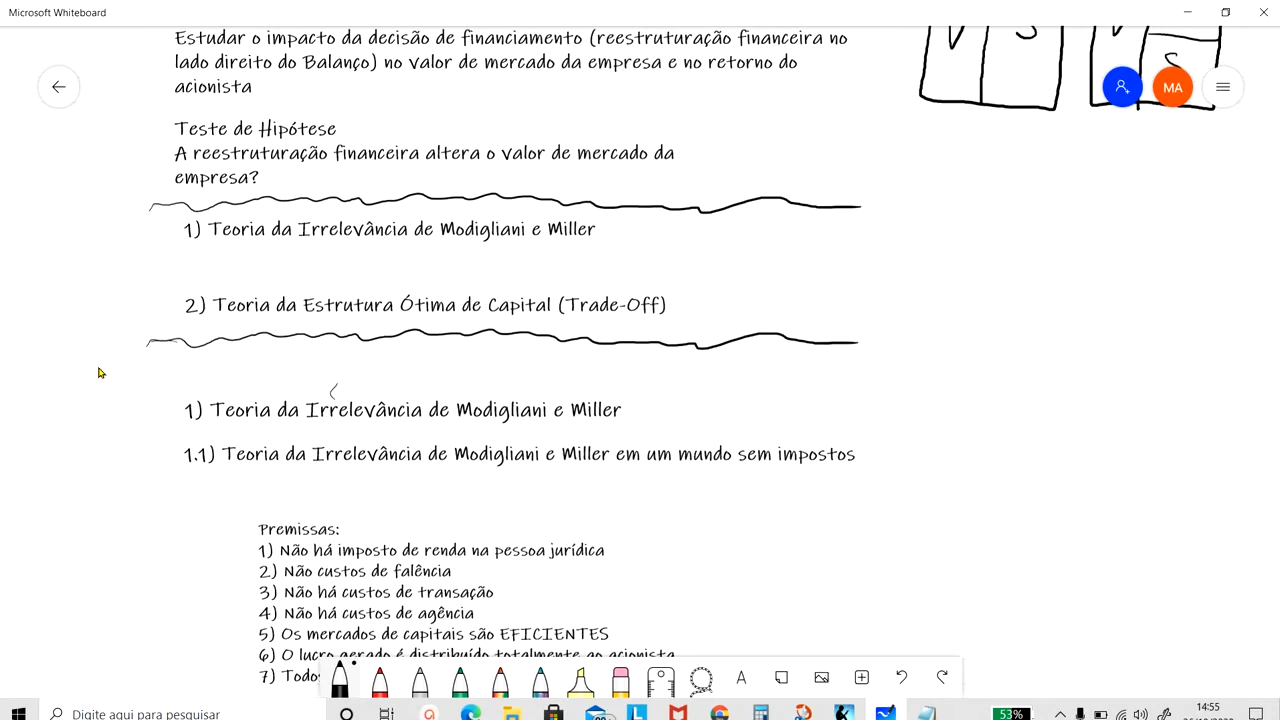 Microsoft Whiteboard
Estudar o impacto da decisão de financiamento (reestruturação financeira no
lado direito do Balanço) no valor de mercado da empresa e no retorno do
acionista
MA
Teste de Hipótese
A reestruturação financeira altera o valor de mercado da
empresa?
1) Teoria da Irrelevância de Modigliani e Miller
2) Teoria da Estrutura Ótima de Capital (Trade-Off)
1) Teoria da Irrelevância de Modigliani e Miller
1.1) Teoria da Irrelevância de Modigliani e Miller em um mundo sem impostos
Premissas:
1) Não há imposto de renda na pessoa jurídica
2) Não custos de falência
3) Não há custos de transação
4) Não há custos de agência
5) Os mercados de capitais são EFICIENTES
6) O lucro gerado é distribuído totalmente ao acionista
7) Todos
Digite aqui para pesquisar
53%
14:55